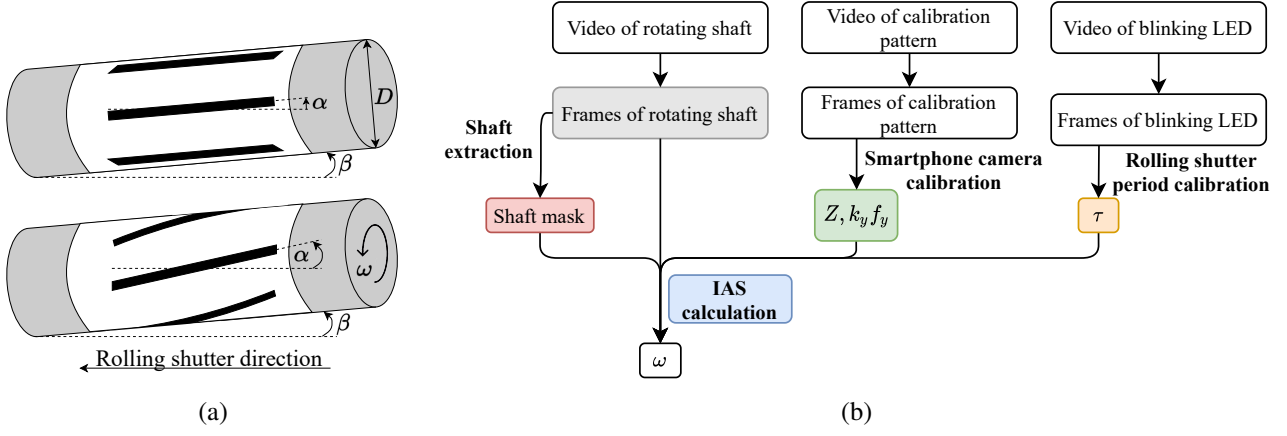 α
D
β
α
ω
β
Rolling shutter direction
(a)
Video of rotating shaft
Video of calibration
pattern
Video of blinking LED
Frames of rotating shaft
Frames of calibration
pattern
Frames of blinking LED
Shaft
extraction
Smartphone camera
calibration
Rolling shutter
period calibration
Shaft mask
Z, k_y f_y
τ
IAS
calculation
ω
(b)